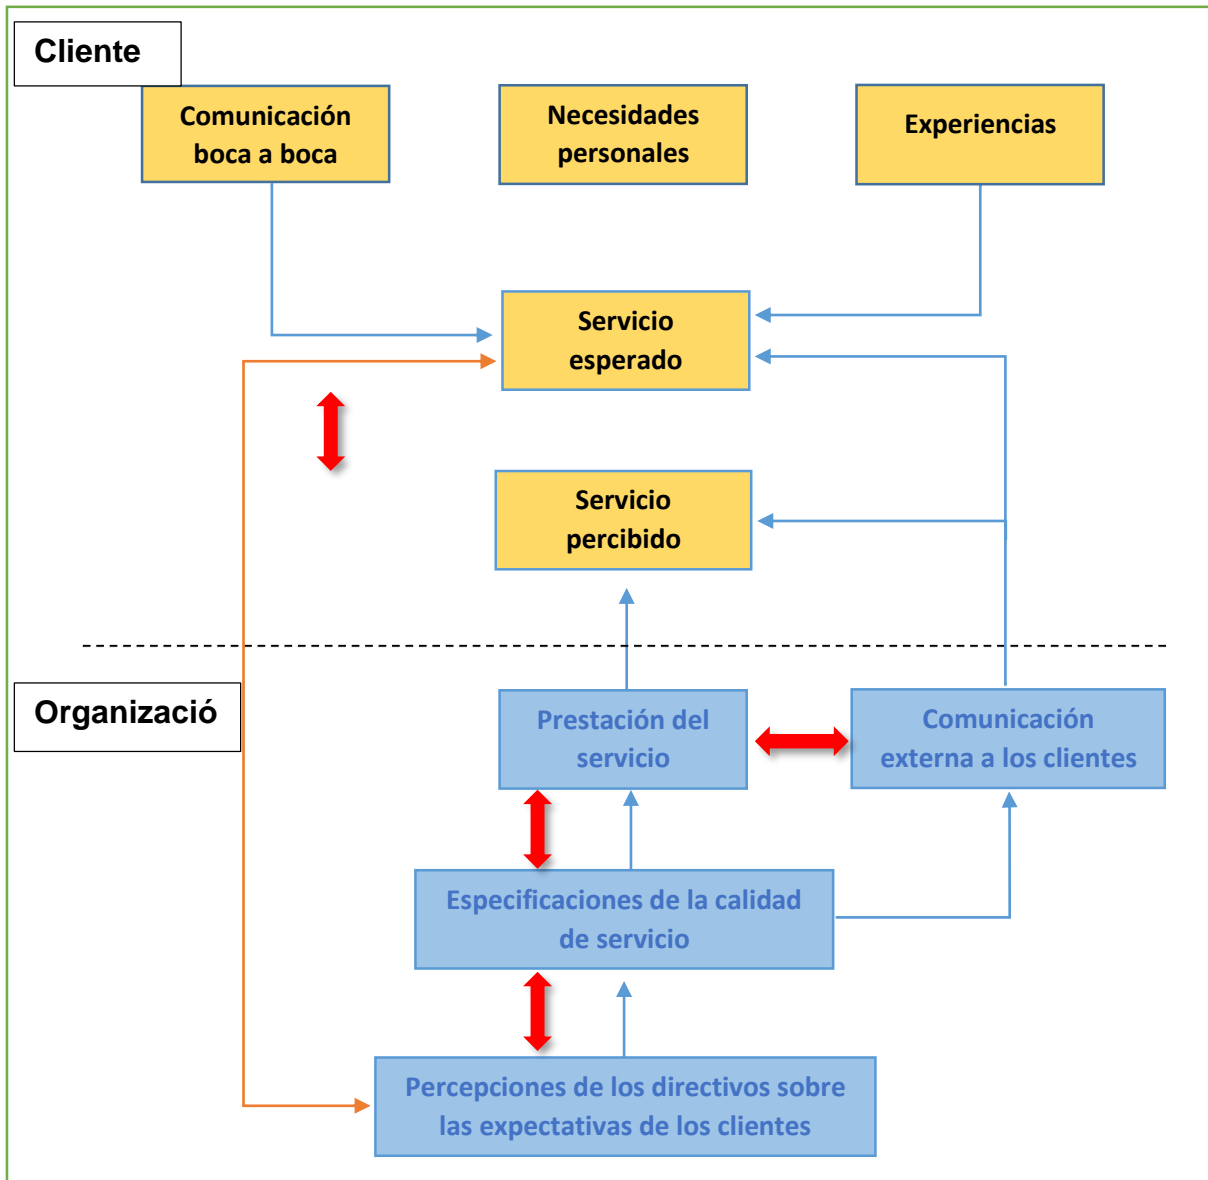 Cliente
Comunicación
boca a boca
Necesidades
personales
Experiencias
Servicio
esperado
Servicio
percibido
Organizació
Prestación del
servicio
Comunicación
externa a los clientes
Especificaciones de la calidad
de servicio
Percepciones de los directivos sobre
las expectativas de los clientes